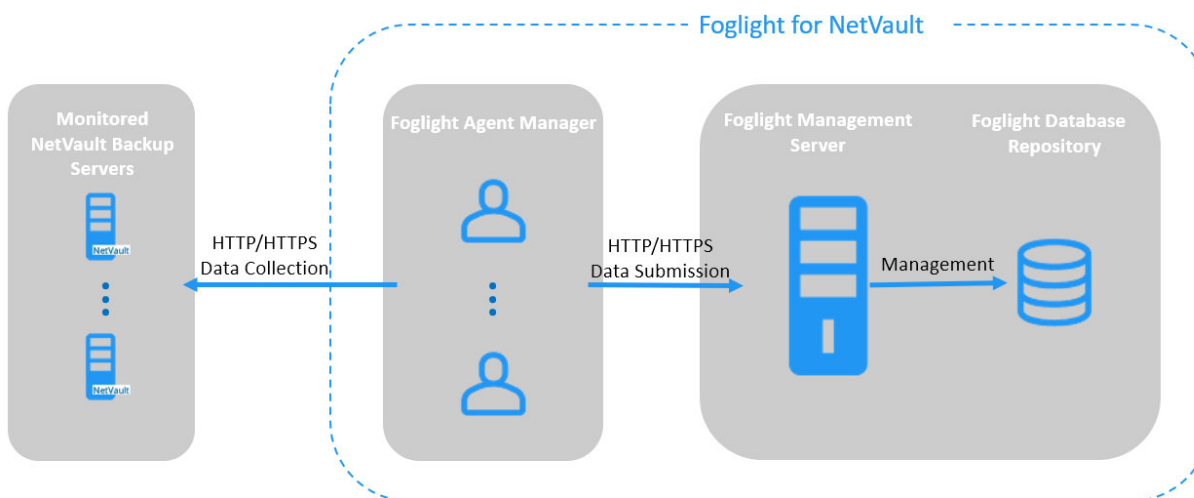 Foglight for NetVault
Monitored
NetVault Backup
Servers
NetVault
NetVault
HTTP/HTTPS
Data Collection
Foglight Agent Manager
HTTP/HTTPS
Data Submission
Foglight Management
Server
Management
Foglight Database
Repository